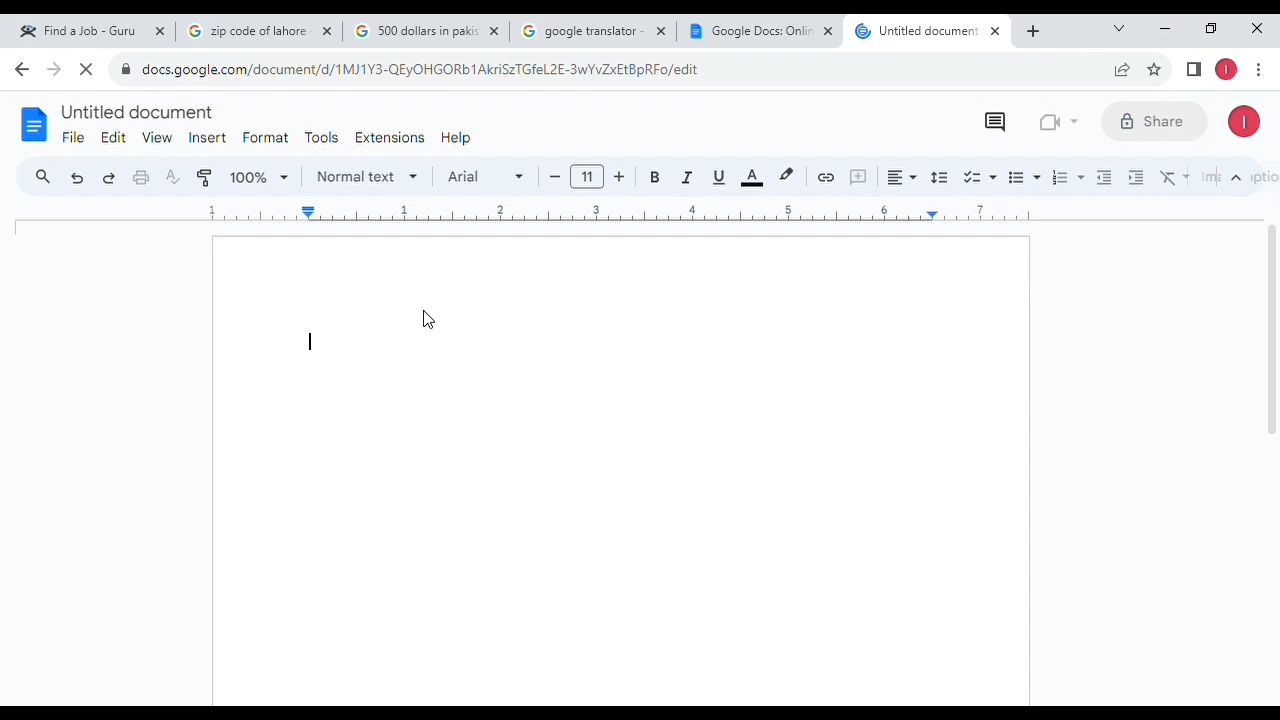 Find a Job - Guru
zip code of lahore -
500 dollars in pakis
google translator -
Google Docs: Onlin
Untitled document
docs.google.com/document/d/1MJ1Y3-QEyOHGORb1AkriSzTGfeL2E-3wYvZxEtBpRFo/edit
I
Untitled document
File Edit View Insert Format Tools Extensions Help
Share
I
100% Normal text Arial 11 B I U A
1 1 2 3 4 5 6 7